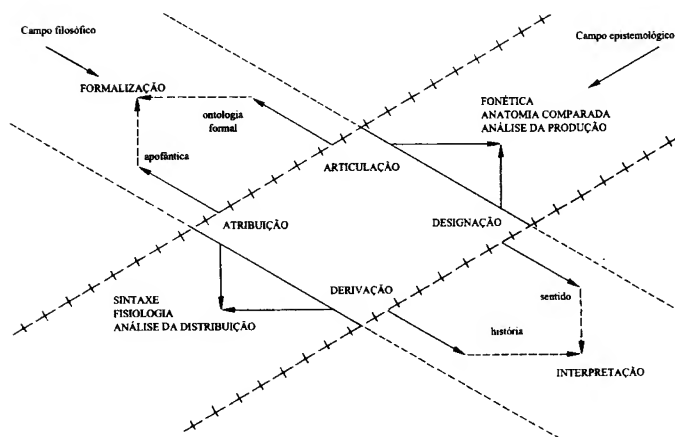 Campo filosófico
Campo epistemológico
FORMALIZAÇÃO
ontologia
formal
FONÉTICA
ANATOMIA COMPARADA
ANÁLISE DA PRODUÇÃO
apofântica
ARTICULAÇÃO
ATRIBUIÇÃO
DESIGNAÇÃO
DERIVAÇÃO
sentido
SINTAXE
FISIOLOGIA
ANÁLISE DA DISTRIBUIÇÃO
história
INTERPRETAÇÃO